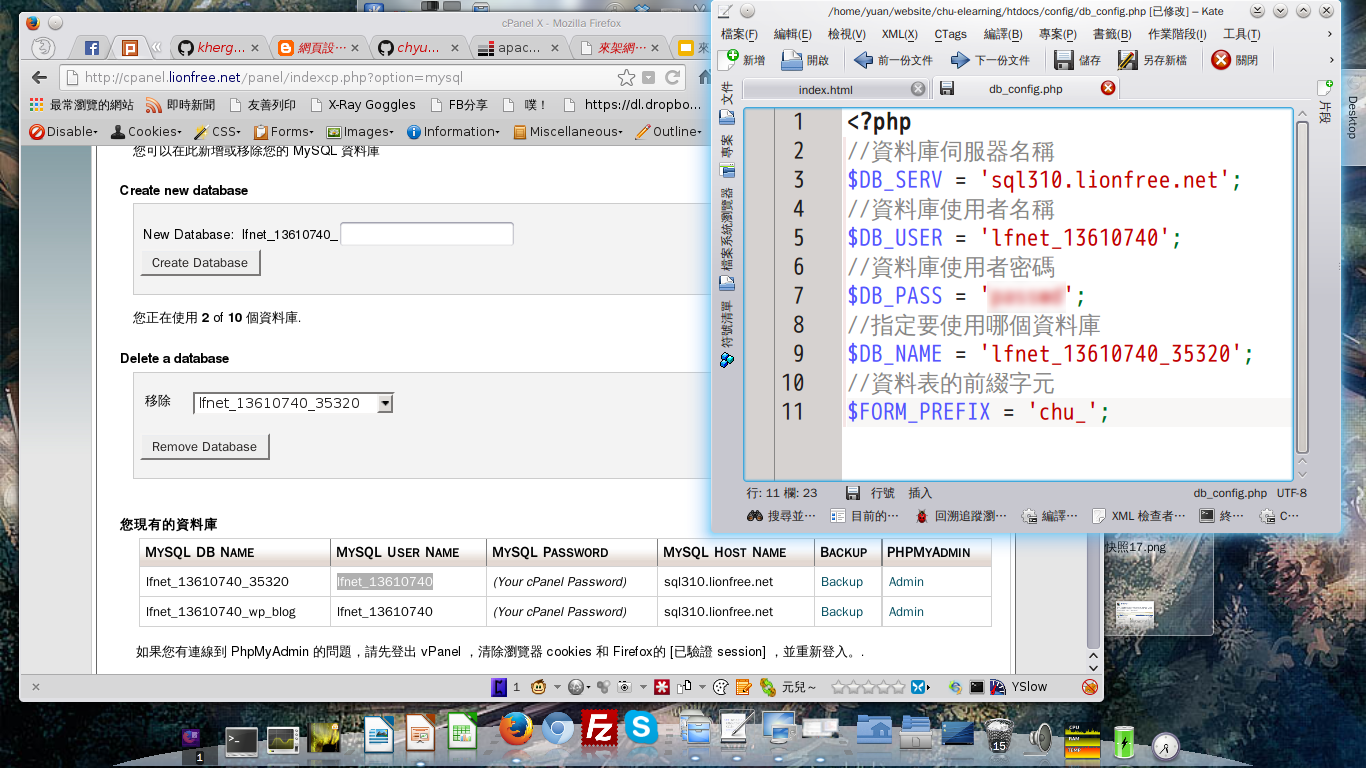 cPanel X - Mozilla Firefox
kherg...
網頁設...
chyu...
apac...
來架網...
來
http://cpanel.lionfree.net/panel/indexcp.php?option=mysql
最常瀏覽的網站 即時新聞 友善列印 X-Ray Goggles FB分享 噗！ https://dl.dropbo...
Disable▾ Cookies▾ CSS▾ Forms▾ Images▾ Information▾ Miscellaneous▾ Outline▾
您可以在此新增或移除您的 MySQL 資料庫
Create new database
New Database: lfnet_13610740_
Create Database
您正在使用 2 of 10 個資料庫.
Delete a database
移除 lfnet_13610740_35320
Remove Database
您現有的資料庫
MySQL DB Name MySQL User Name MySQL Password MySQL Host Name Backup PHPMyAdmin
lfnet_13610740_35320 lfnet_13610740 (Your cPanel Password) sql310.lionfree.net Backup Admin
lfnet_13610740_wp_blog lfnet_13610740 (Your cPanel Password) sql310.lionfree.net Backup Admin
如果您有連線到 PhpMyAdmin 的問題，請先登出 vPanel ，清除瀏覽器 cookies 和 Firefox的 [已驗證 session] ，並重新登入。.
1 元兒～ YSlow
/home/yuan/website/chu-elearning/htdocs/config/db_config.php [已修改] – Kate
檔案(F) 編輯(E) 檢視(V) XML(X) CTags 編譯(B) 專案(P) 書籤(B) 作業階段(I) 工具(T)
新增 開啟 前一份文件 下一份文件 儲存 另存新檔 關閉
index.html db_config.php
文件
專案
檔案系統瀏覽器
符號清單
片段
Desktop
1 <?php
2 //資料庫伺服器名稱
3 $DB_SERV = 'sql310.lionfree.net';
4 //資料庫使用者名稱
5 $DB_USER = 'lfnet_13610740';
6 //資料庫使用者密碼
7 $DB_PASS = '';
8 //指定要使用哪個資料庫
9 $DB_NAME = 'lfnet_13610740_35320';
10 //資料表的前綴字元
11 $FORM_PREFIX = 'chu_';
行: 11 欄: 23 行號 插入 db_config.php UTF-8
搜尋並⋯ 目前的⋯ 回溯追蹤瀏⋯ 編譯⋯ XML 檢查者⋯ 終⋯ C⋯
快照17.png
1
15
CPU
RAM
TEMP